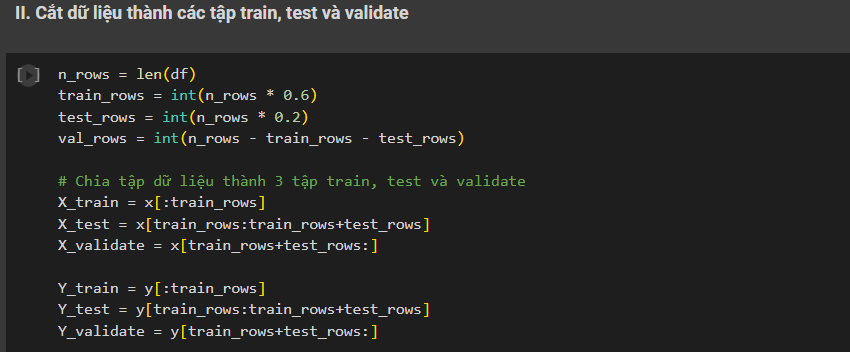 II. Cắt dữ liệu thành các tập train, test và validate
n_rows = len(df)
train_rows = int(n_rows * 0.6)
test_rows = int(n_rows * 0.2)
val_rows = int(n_rows - train_rows - test_rows)
# Chia tập dữ liệu thành 3 tập train, test và validate
X_train = x[:train_rows]
X_test = x[train_rows:train_rows+test_rows]
X_validate = x[train_rows+test_rows:]
Y_train = y[:train_rows]
Y_test = y[train_rows:train_rows+test_rows]
Y_validate = y[train_rows+test_rows:]